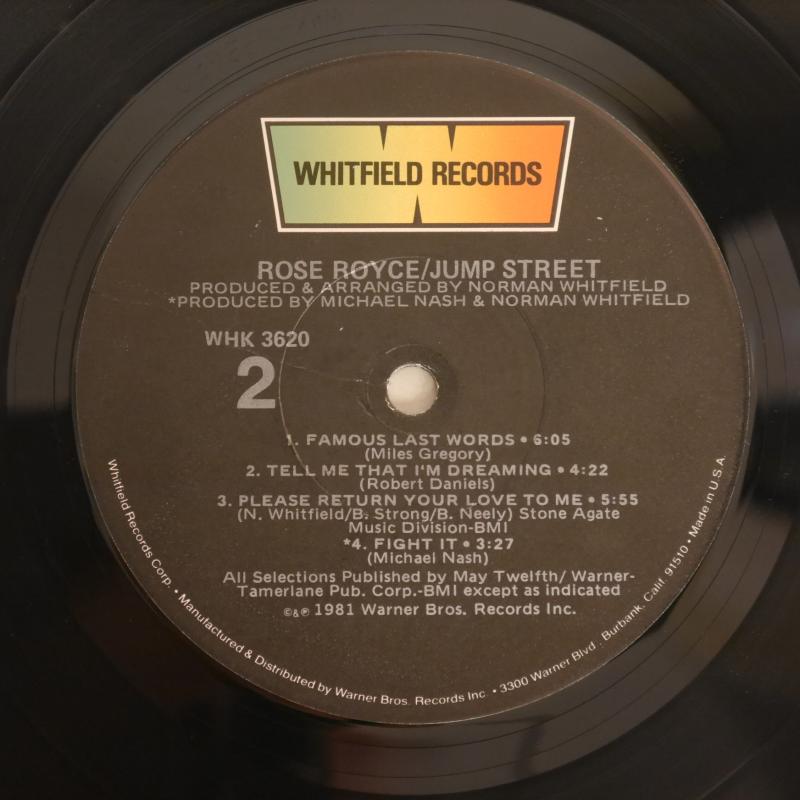 WHITFIELD RECORDS
ROSE ROYCE/JUMP STREET
PRODUCED & ARRANGED BY NORMAN WHITFIELD
*PRODUCED BY MICHAEL NASH & NORMAN WHITFIELD
WHK 3620
2
1. FAMOUS LAST WORDS • 6:05
(Miles Gregory)
2. TELL ME THAT I'M DREAMING • 4:22
(Robert Daniels)
3. PLEASE RETURN YOUR LOVE TO ME • 5:55
(N. Whitfield/B. Strong/B. Neely) Stone Agate
Music Division-BMI
*4. FIGHT IT • 3:27
(Michael Nash)
All Selections Published by May Twelfth/ Warner-
Tamerlane Pub. Corp.-BMI except as indicated
©&℗ 1981 Warner Bros. Records Inc.
Whitfield Records Corp. • Manufactured & Distributed by Warner Bros. Records Inc. • 3300 Warner Blvd., Burbank, Calif. 91510 • Made in U.S.A.